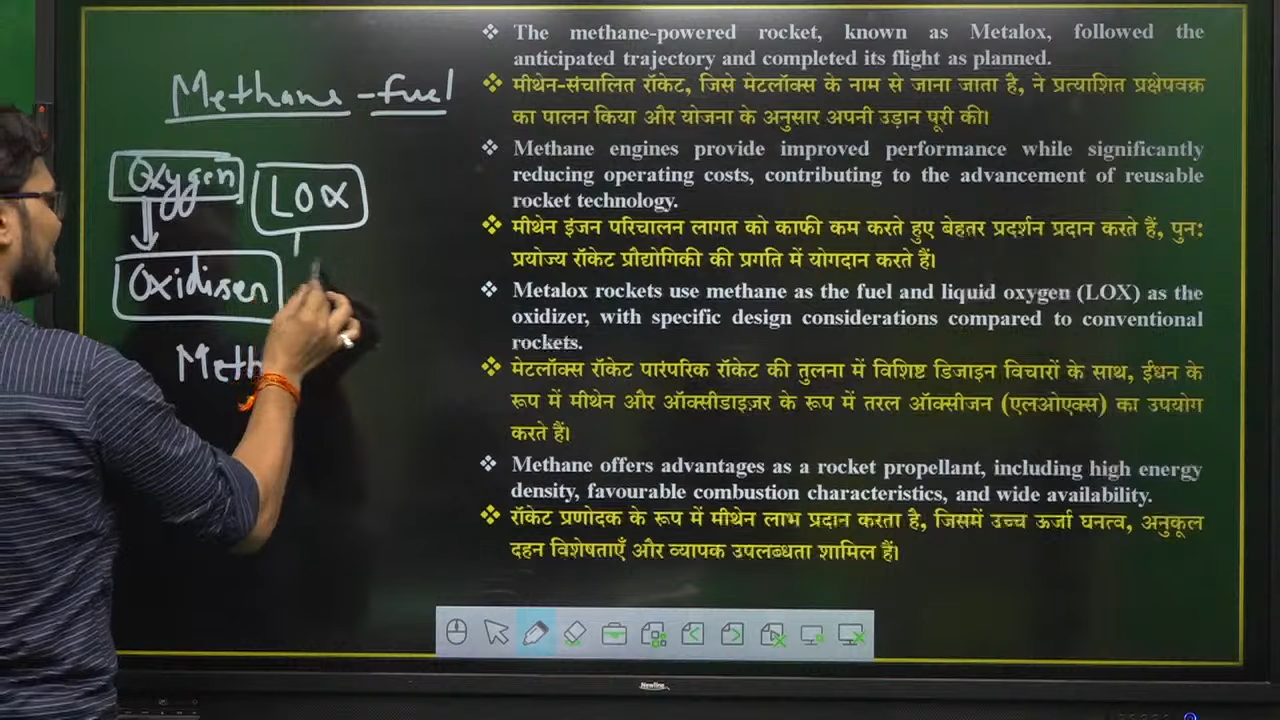 Methane - fuel
Oxygen
LOX
Oxidiser
Meth
❖ The methane-powered rocket, known as Metalox, followed the
anticipated trajectory and completed its flight as planned.
❖ मीथेन-संचालित रॉकेट, जिसे मेटलॉक्स के नाम से जाना जाता है, ने प्रत्याशित प्रक्षेपवक्र
का पालन किया और योजना के अनुसार अपनी उड़ान पूरी की।
❖ Methane engines provide improved performance while significantly
reducing operating costs, contributing to the advancement of reusable
rocket technology.
❖ मीथेन इंजन परिचालन लागत को काफी कम करते हुए बेहतर प्रदर्शन प्रदान करते हैं, पुन:
प्रयोज्य रॉकेट प्रौद्योगिकी की प्रगति में योगदान करते हैं।
❖ Metalox rockets use methane as the fuel and liquid oxygen (LOX) as the
oxidizer, with specific design considerations compared to conventional
rockets.
❖ मेटलॉक्स रॉकेट पारंपरिक रॉकेट की तुलना में विशिष्ट डिजाइन विचारों के साथ, ईंधन के
रूप में मीथेन और ऑक्सीडाइज़र के रूप में तरल ऑक्सीजन (एलओएक्स) का उपयोग
करते हैं।
❖ Methane offers advantages as a rocket propellant, including high energy
density, favourable combustion characteristics, and wide availability.
❖ रॉकेट प्रणोदक के रूप में मीथेन लाभ प्रदान करता है, जिसमें उच्च ऊर्जा घनत्व, अनुकूल
दहन विशेषताएँ और व्यापक उपलब्धता शामिल हैं।
Newline